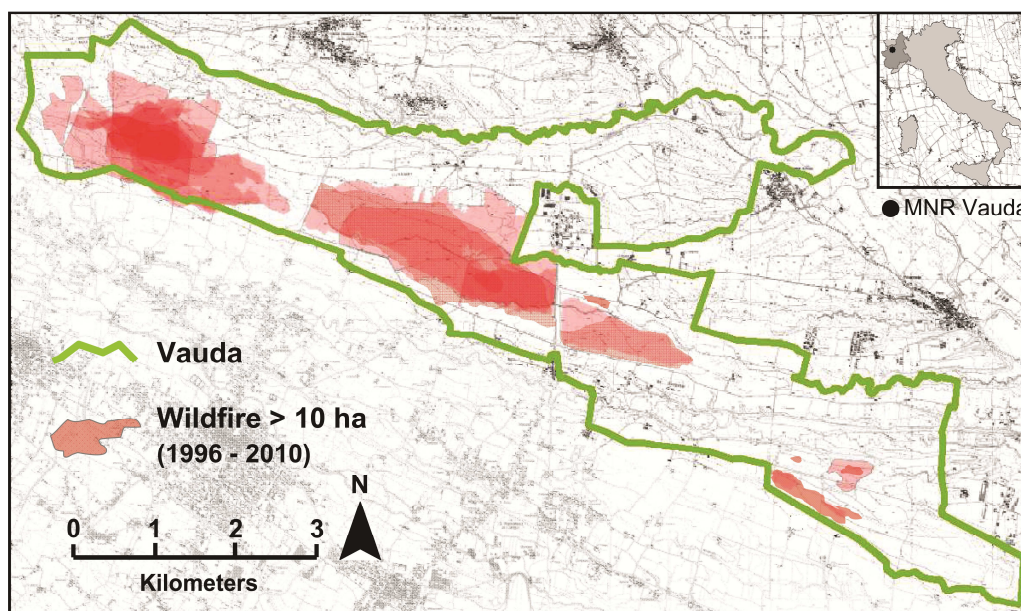 MNR Vauda
Vauda
Wildfire > 10 ha
(1996 - 2010)
N
0 1 2 3
Kilometers